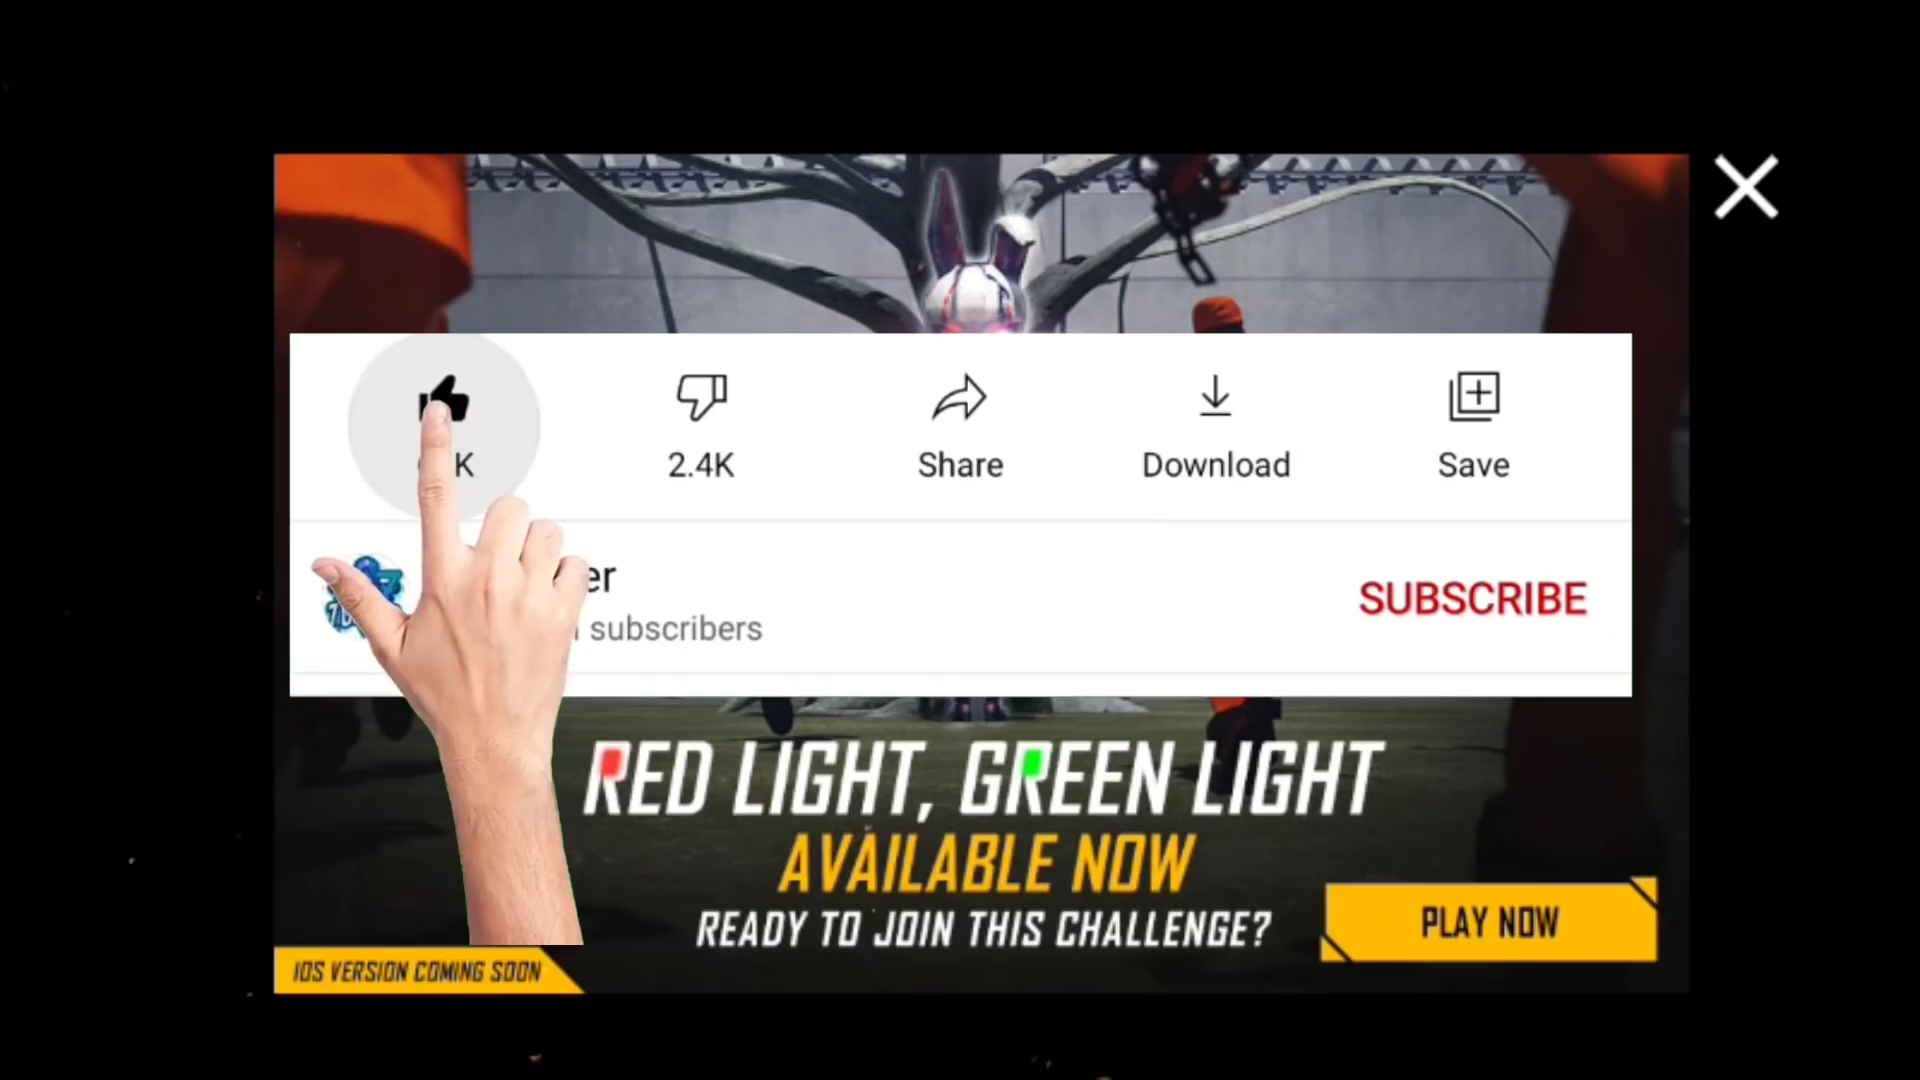 2.4K
Share
Download
Save
subscribers
SUBSCRIBE
RED LIGHT, GREEN LIGHT
AVAILABLE NOW
READY TO JOIN THIS CHALLENGE?
PLAY NOW
IOS VERSION COMING SOON